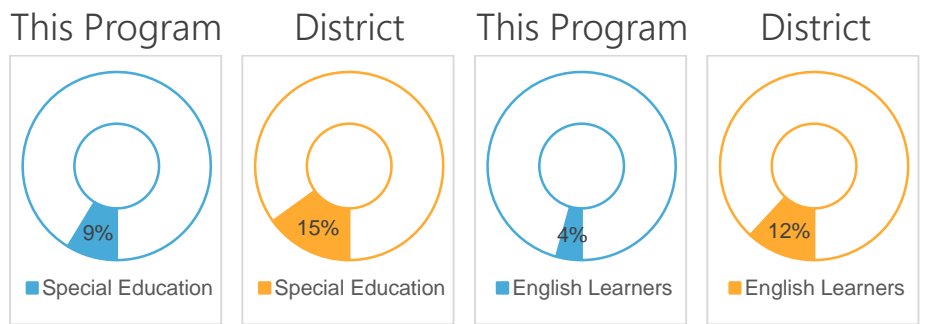 This Program
District
This Program
District
9%
15%
4%
12%
Special Education
Special Education
English Learners
English Learners